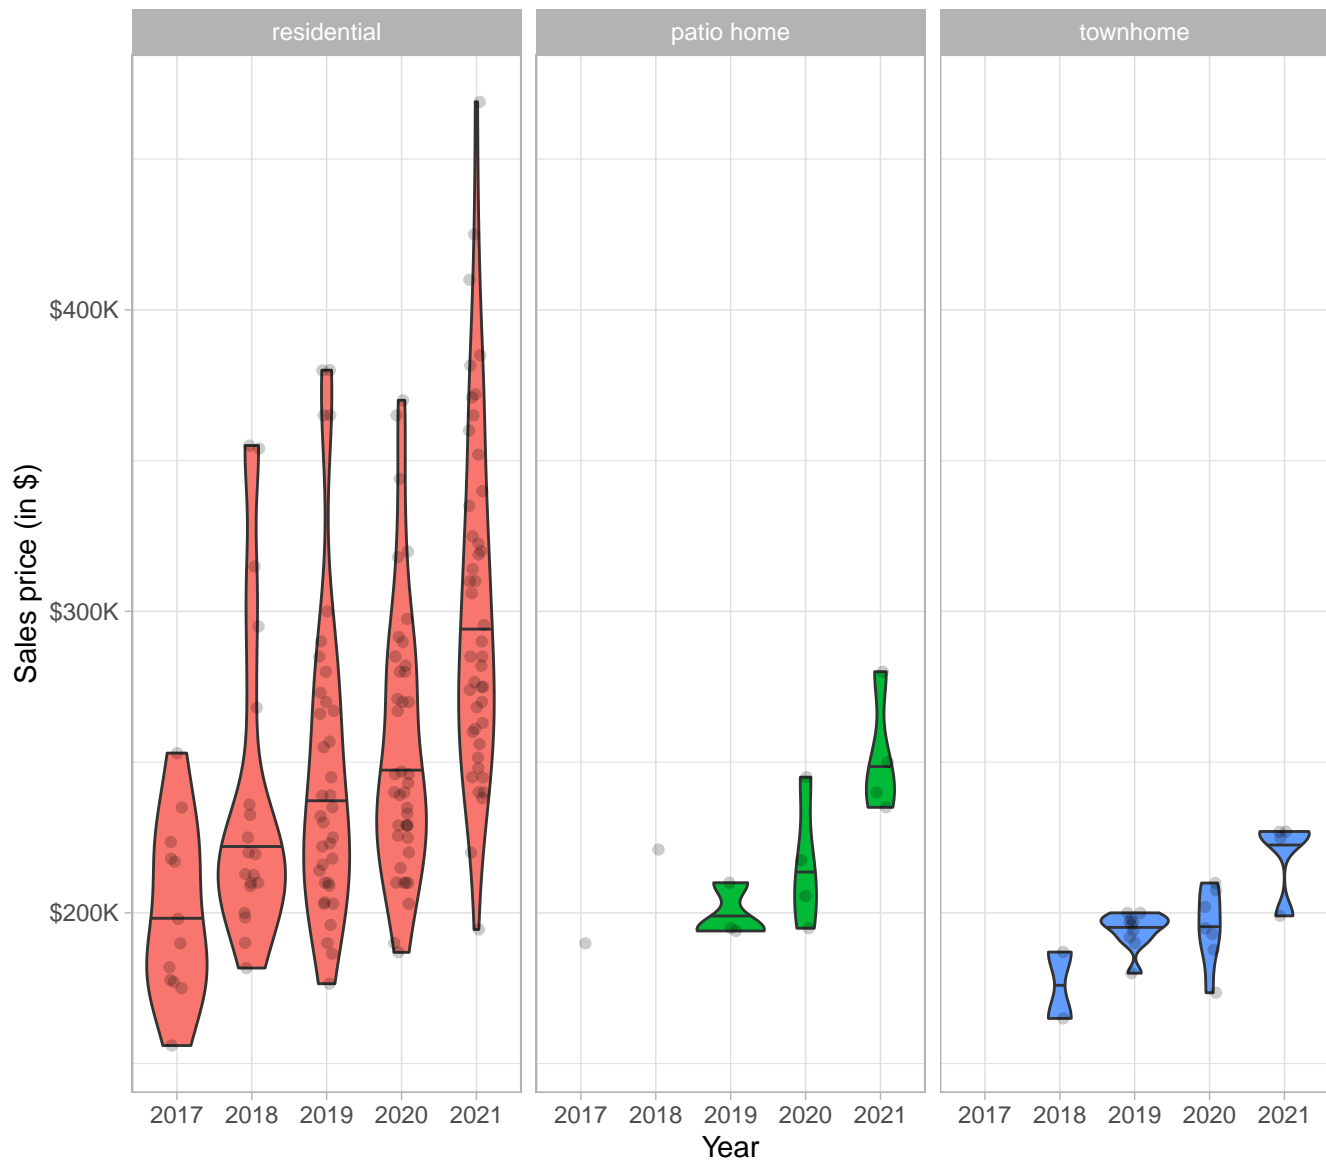 residential patio home townhome
$400K
$300K
$200K
Sales price (in $)
2017 2018 2019 2020 2021 2017 2018 2019 2020 2021 2017 2018 2019 2020 2021
Year